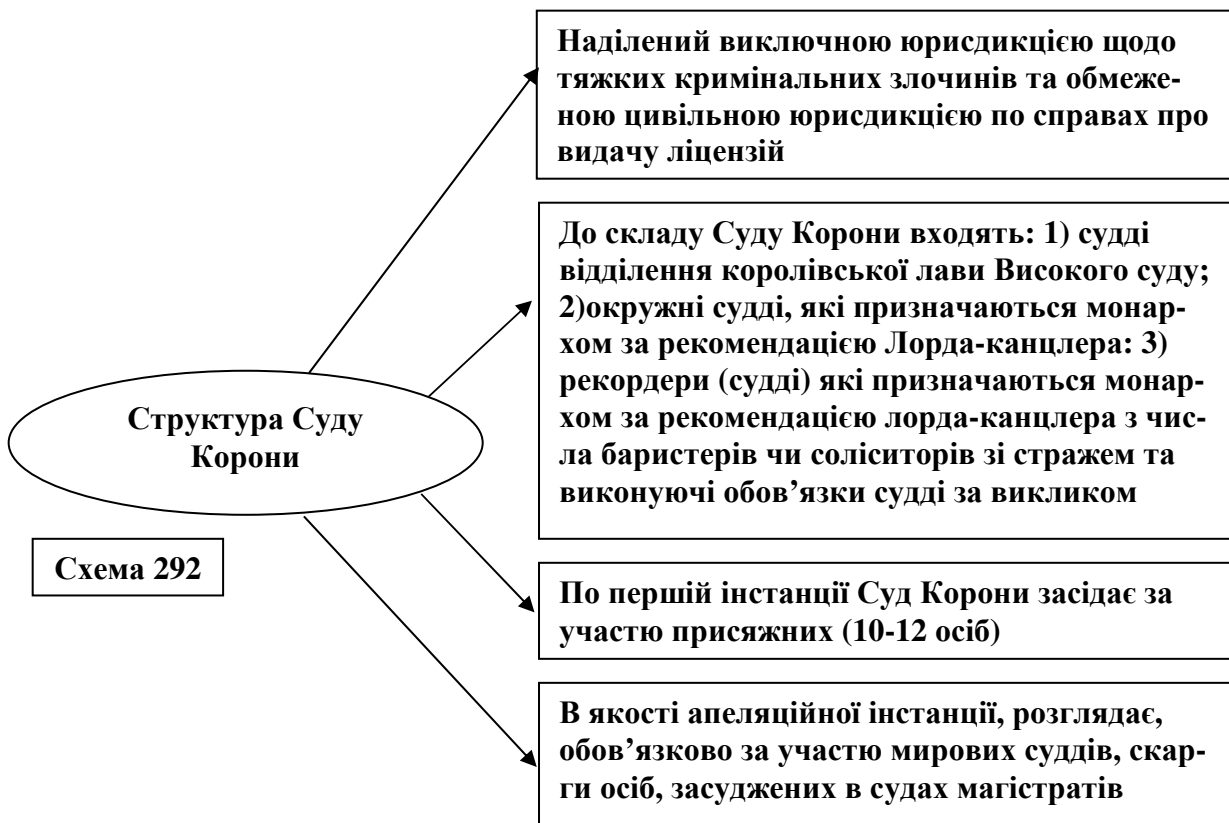 Наділений виключною юрисдикцією щодо
тяжких кримінальних злочинів та обмеже-
ною цивільною юрисдикцією по справах про
видачу ліцензій
До складу Суду Корони входять: 1) судді
відділення королівської лави Високого суду;
2)окружні судді, які призначаються монар-
хом за рекомендацією Лорда-канцлера: 3)
рекордери (судді) які призначаються монар-
хом за рекомендацією лорда-канцлера з чис-
ла баристерів чи соліситорів зі стражем та
виконуючі обов’язки судді за викликом
Структура Суду
Корони
Схема 292
По першій інстанції Суд Корони засідає за
участю присяжних (10-12 осіб)
В якості апеляційної інстанції, розглядає,
обов’язково за участю мирових суддів, скар-
ги осіб, засуджених в судах магістратів